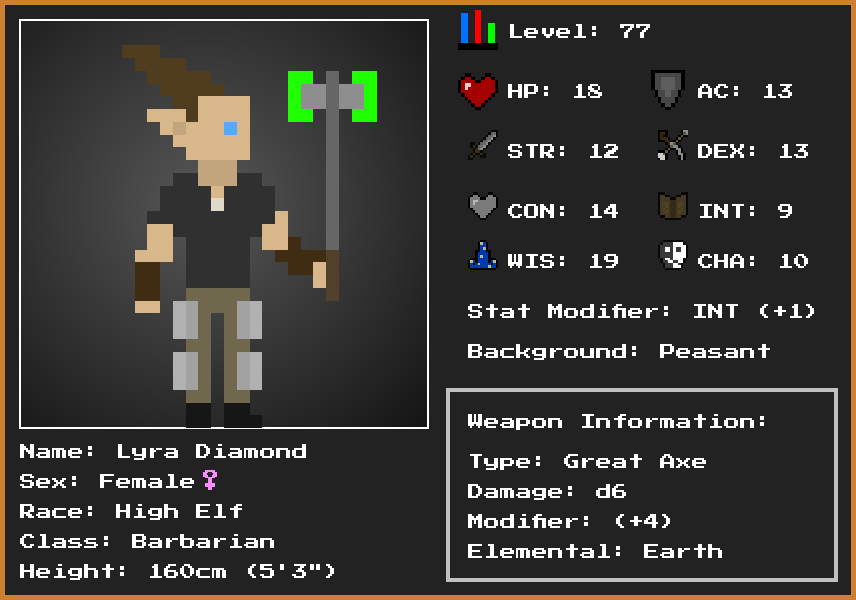 Level: 77
HP: 18
AC: 13
STR: 12
DEX: 13
CON: 14
INT: 9
WIS: 19
CHA: 10
Stat Modifier: INT (+1)
Background: Peasant
Weapon Information:
Type: Great Axe
Damage: d6
Modifier: (+4)
Elemental: Earth
Name: Lyra Diamond
Sex: Female♀
Race: High Elf
Class: Barbarian
Height: 160cm (5'3")